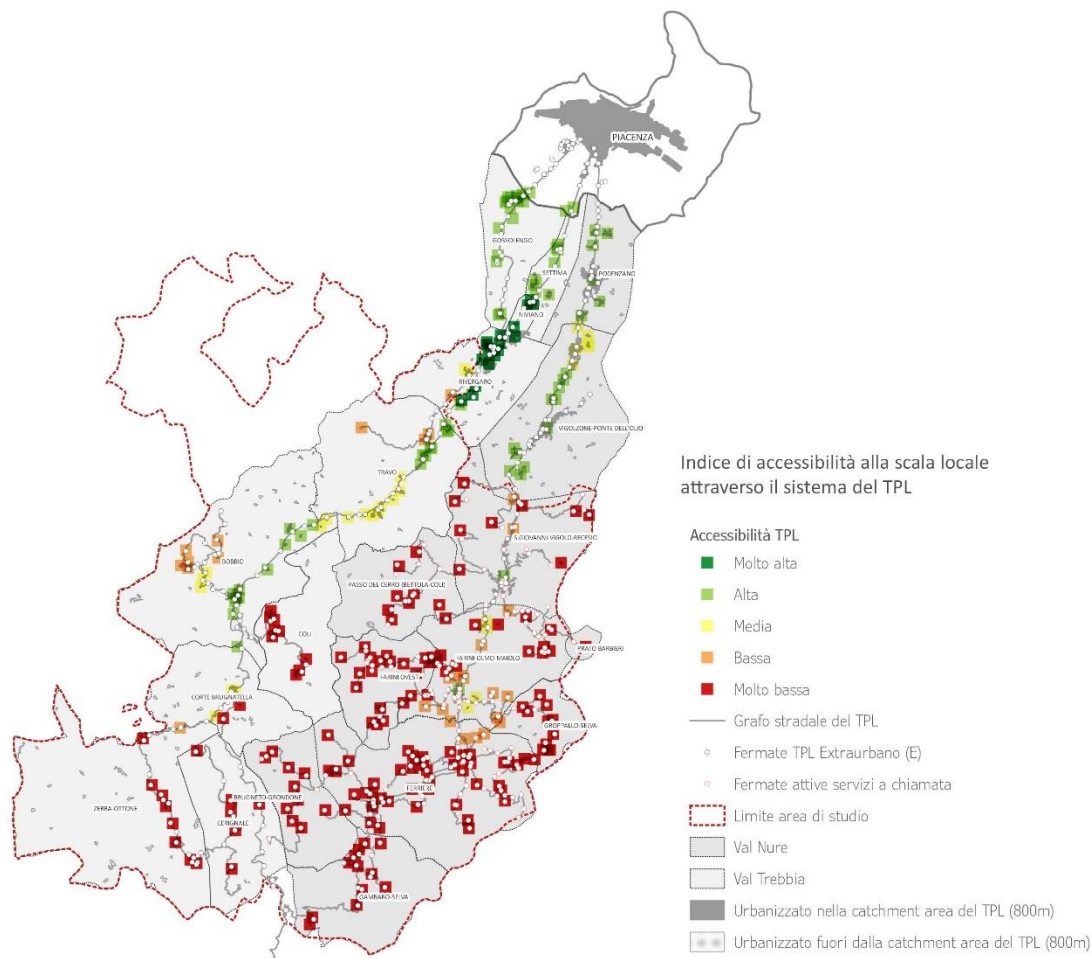 PIACENZA
GOSSOLENGO
SETTIMA
PODENZANO
NIVIANO
RIVERGARO
VIGOLZONE-PONTE DELL'OLIO
TRAVO
S.GIOVANNI-VIGOLO-RECESIO
BOBBIO
PASSO DEL CERRO (BETTOLA-COLI)
COLI
PRATO BARBIERI
FARINI-OLMO-MAIOLO
FARINI OVEST
CORTE BRUGNATELLA
GROPPALLO-SELVA
FERRIERE
BRUGNETO-GRONDONE
ZERBA-OTTONE
CERIGNALE
GAMBARO-SELVA
Indice di accessibilità alla scala locale
attraverso il sistema del TPL
Accessibilità TPL
Molto alta
Alta
Media
Bassa
Molto bassa
Grafo stradale del TPL
Fermate TPL Extraurbano (E)
Fermate attive servizi a chiamata
Limite area di studio
Val Nure
Val Trebbia
Urbanizzato nella catchment area del TPL (800m)
Urbanizzato fuori dalla catchment area del TPL (800m)